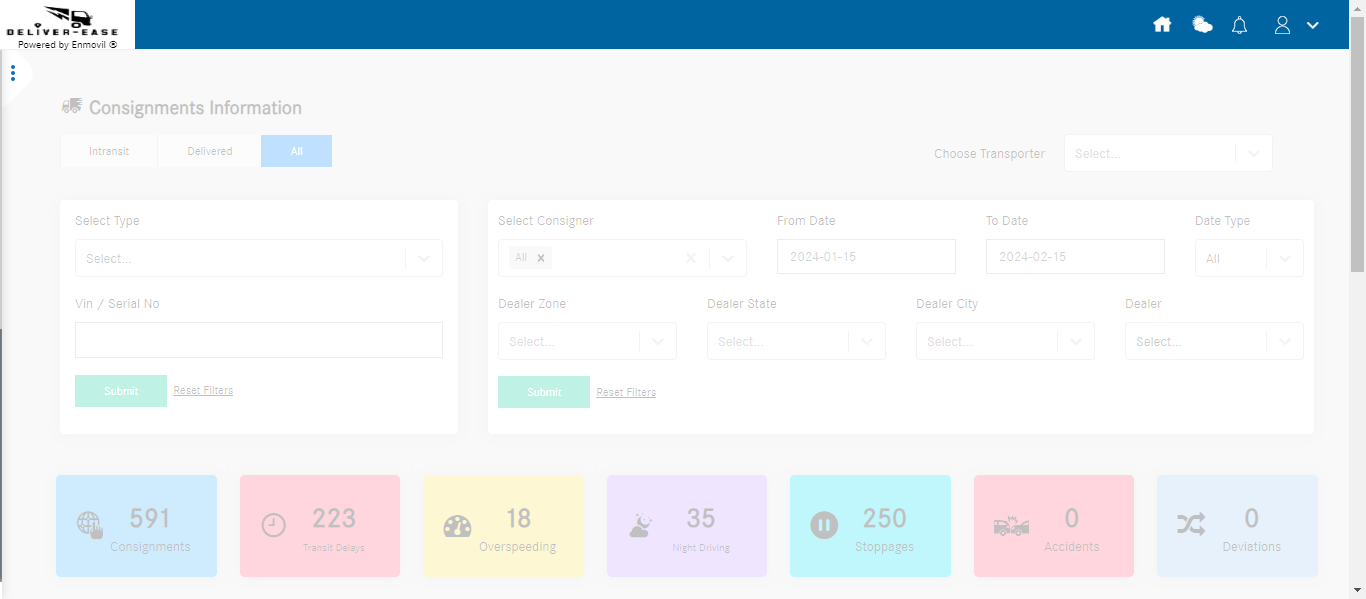 DELIVER-EASE
Powered by Enmovil ®
Consignments Information
Intransit Delivered All
Choose Transporter Select...
Select Type
Select...
Vin / Serial No
Submit Reset Filters
Select Consigner From Date To Date Date Type
All 2024-01-15 2024-02-15 All
Dealer Zone Dealer State Dealer City Dealer
Select... Select... Select... Select...
Submit Reset Filters
591 223 18 35 250 0 0
Consignments Transit Delays Overspeeding Night Driving Stoppages Accidents Deviations